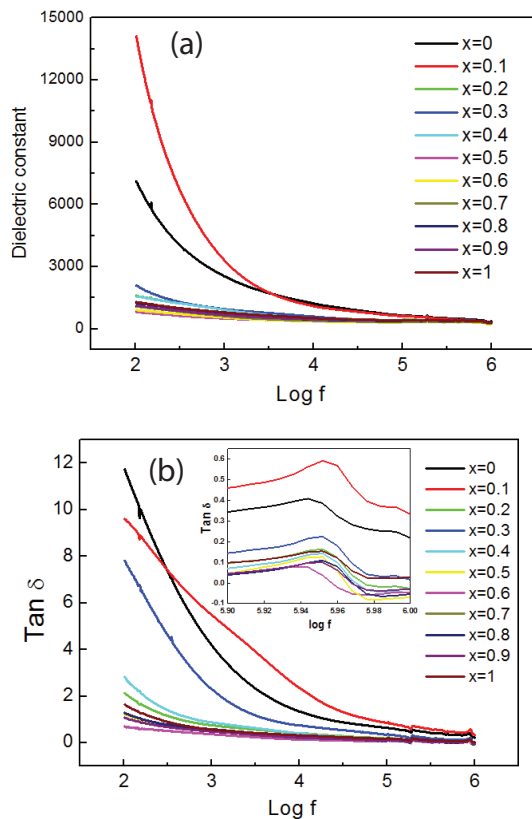 (a)
15000
12000
9000
6000
3000
0
Dielectric constant
2 3 4 5 6
Log f
x=0
x=0.1
x=0.2
x=0.3
x=0.4
x=0.5
x=0.6
x=0.7
x=0.8
x=0.9
x=1
(b)
12
10
8
6
4
2
0
Tan δ
2 3 4 5 6
Log f
0.6
0.5
0.4
0.3
0.2
0.1
0.0
-0.1
Tan δ
5.90 5.92 5.94 5.96 5.98 6.00
log f
x=0
x=0.1
x=0.2
x=0.3
x=0.4
x=0.5
x=0.6
x=0.7
x=0.8
x=0.9
x=1